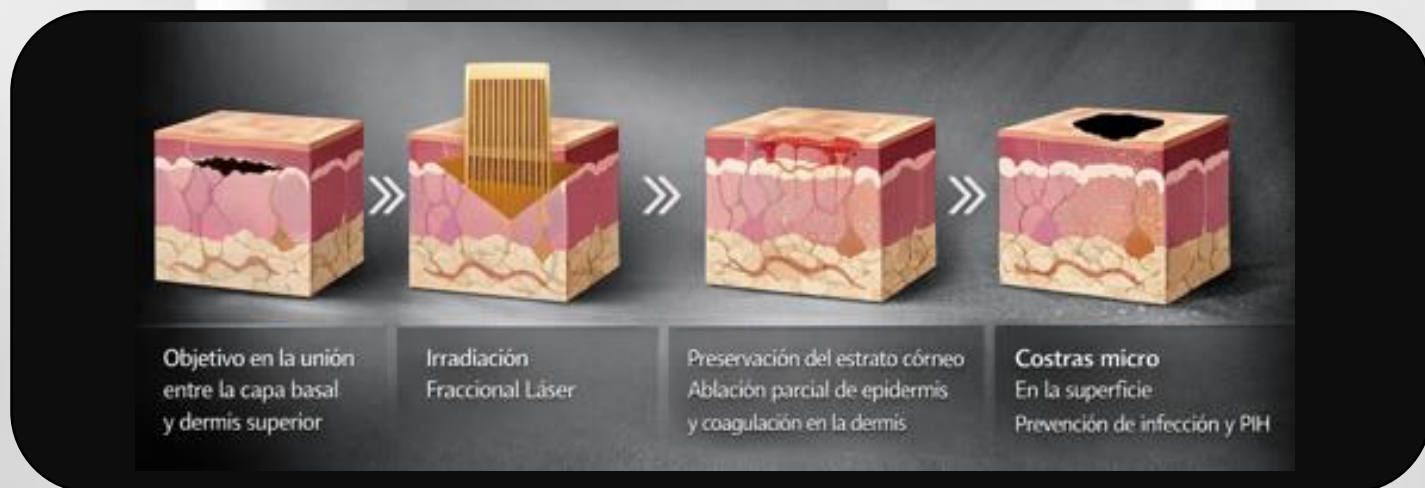 Objetivo en la unión
entre la capa basal
y dermis superior
Irradiación
Fraccional Láser
Preservación del estrato córneo
Ablación parcial de epidermis
y coagulación en la dermis
Costras micro
En la superficie
Prevención de infección y PIH